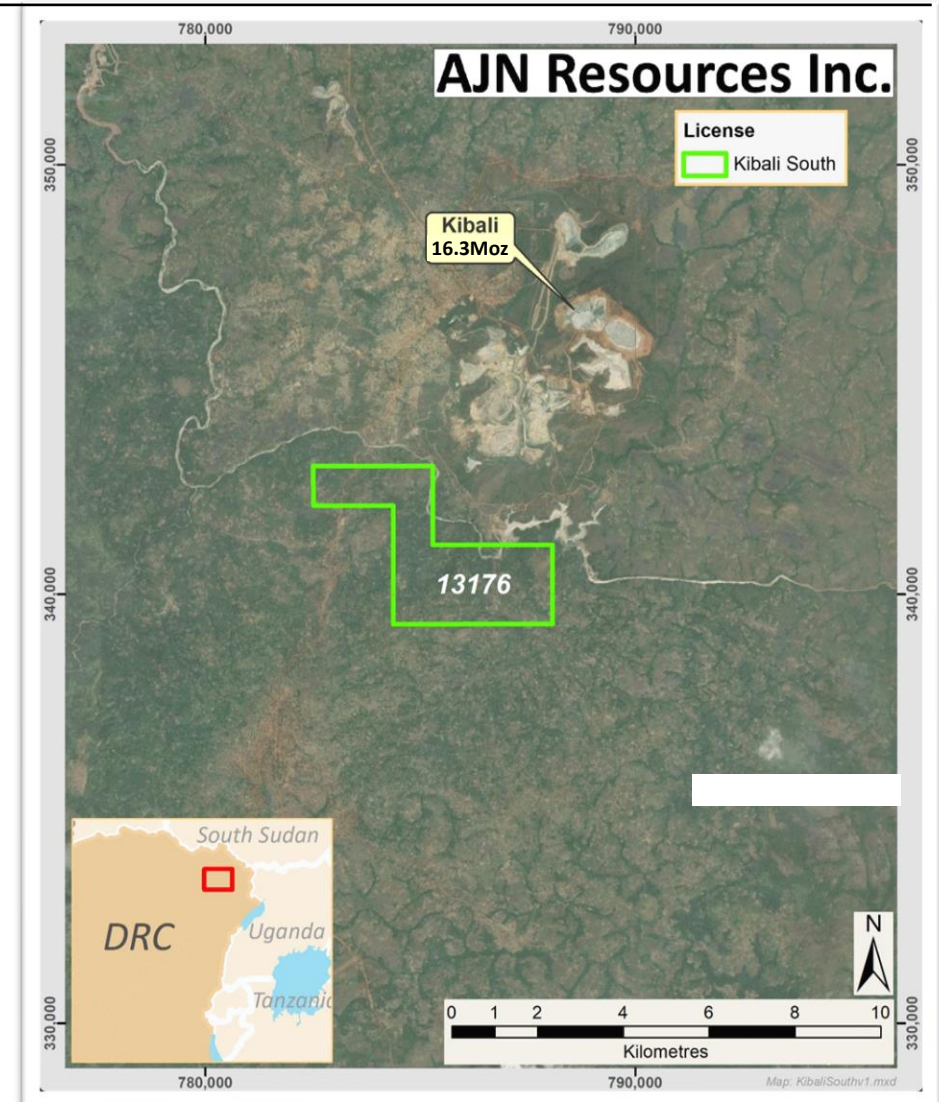 780,000
790,000
AJN Resources Inc.
License
Kibali South
350,000
350,000
Kibali
16.3Moz
13176
340,000
340,000
South Sudan
DRC
Uganda
Tanzania
N
0 1 2 4 6 8 10
Kilometres
330,000
330,000
780,000
790,000
Map: KibaliSouthv1.mxd